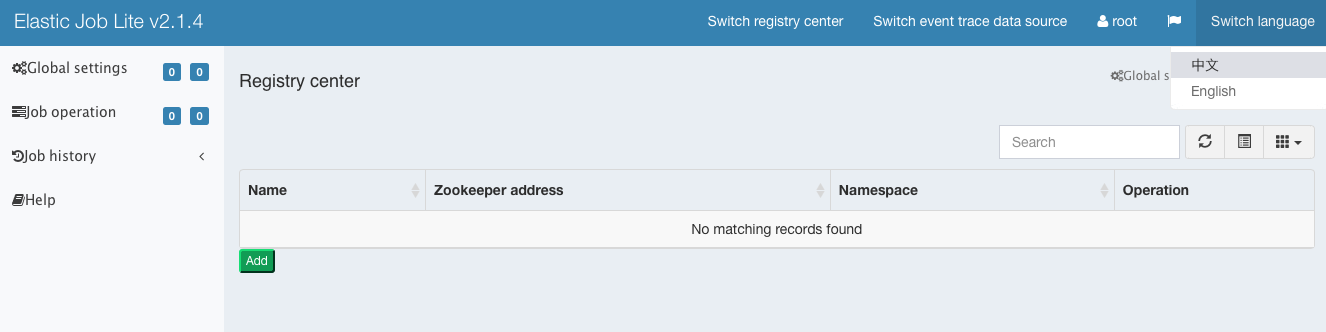 Elastic Job Lite v2.1.4
Switch registry center Switch event trace data source root Switch language
中文
English
Global settings 0 0
Job operation 0 0
Job history
Help
Registry center
Global s
Search
Name Zookeeper address Namespace Operation
No matching records found
Add